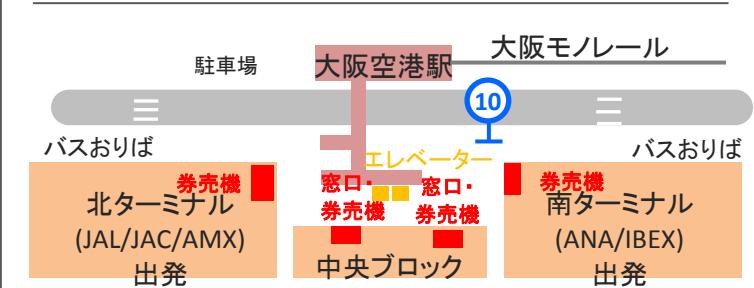 大阪モノレール
駐車場
大阪空港駅
10
バスおりば
バスおりば
エレベーター
券売機
窓口・
券売機
窓口・
券売機
券売機
北ターミナル
(JAL/JAC/AMX)
出発
中央ブロック
南ターミナル
(ANA/IBEX)
出発